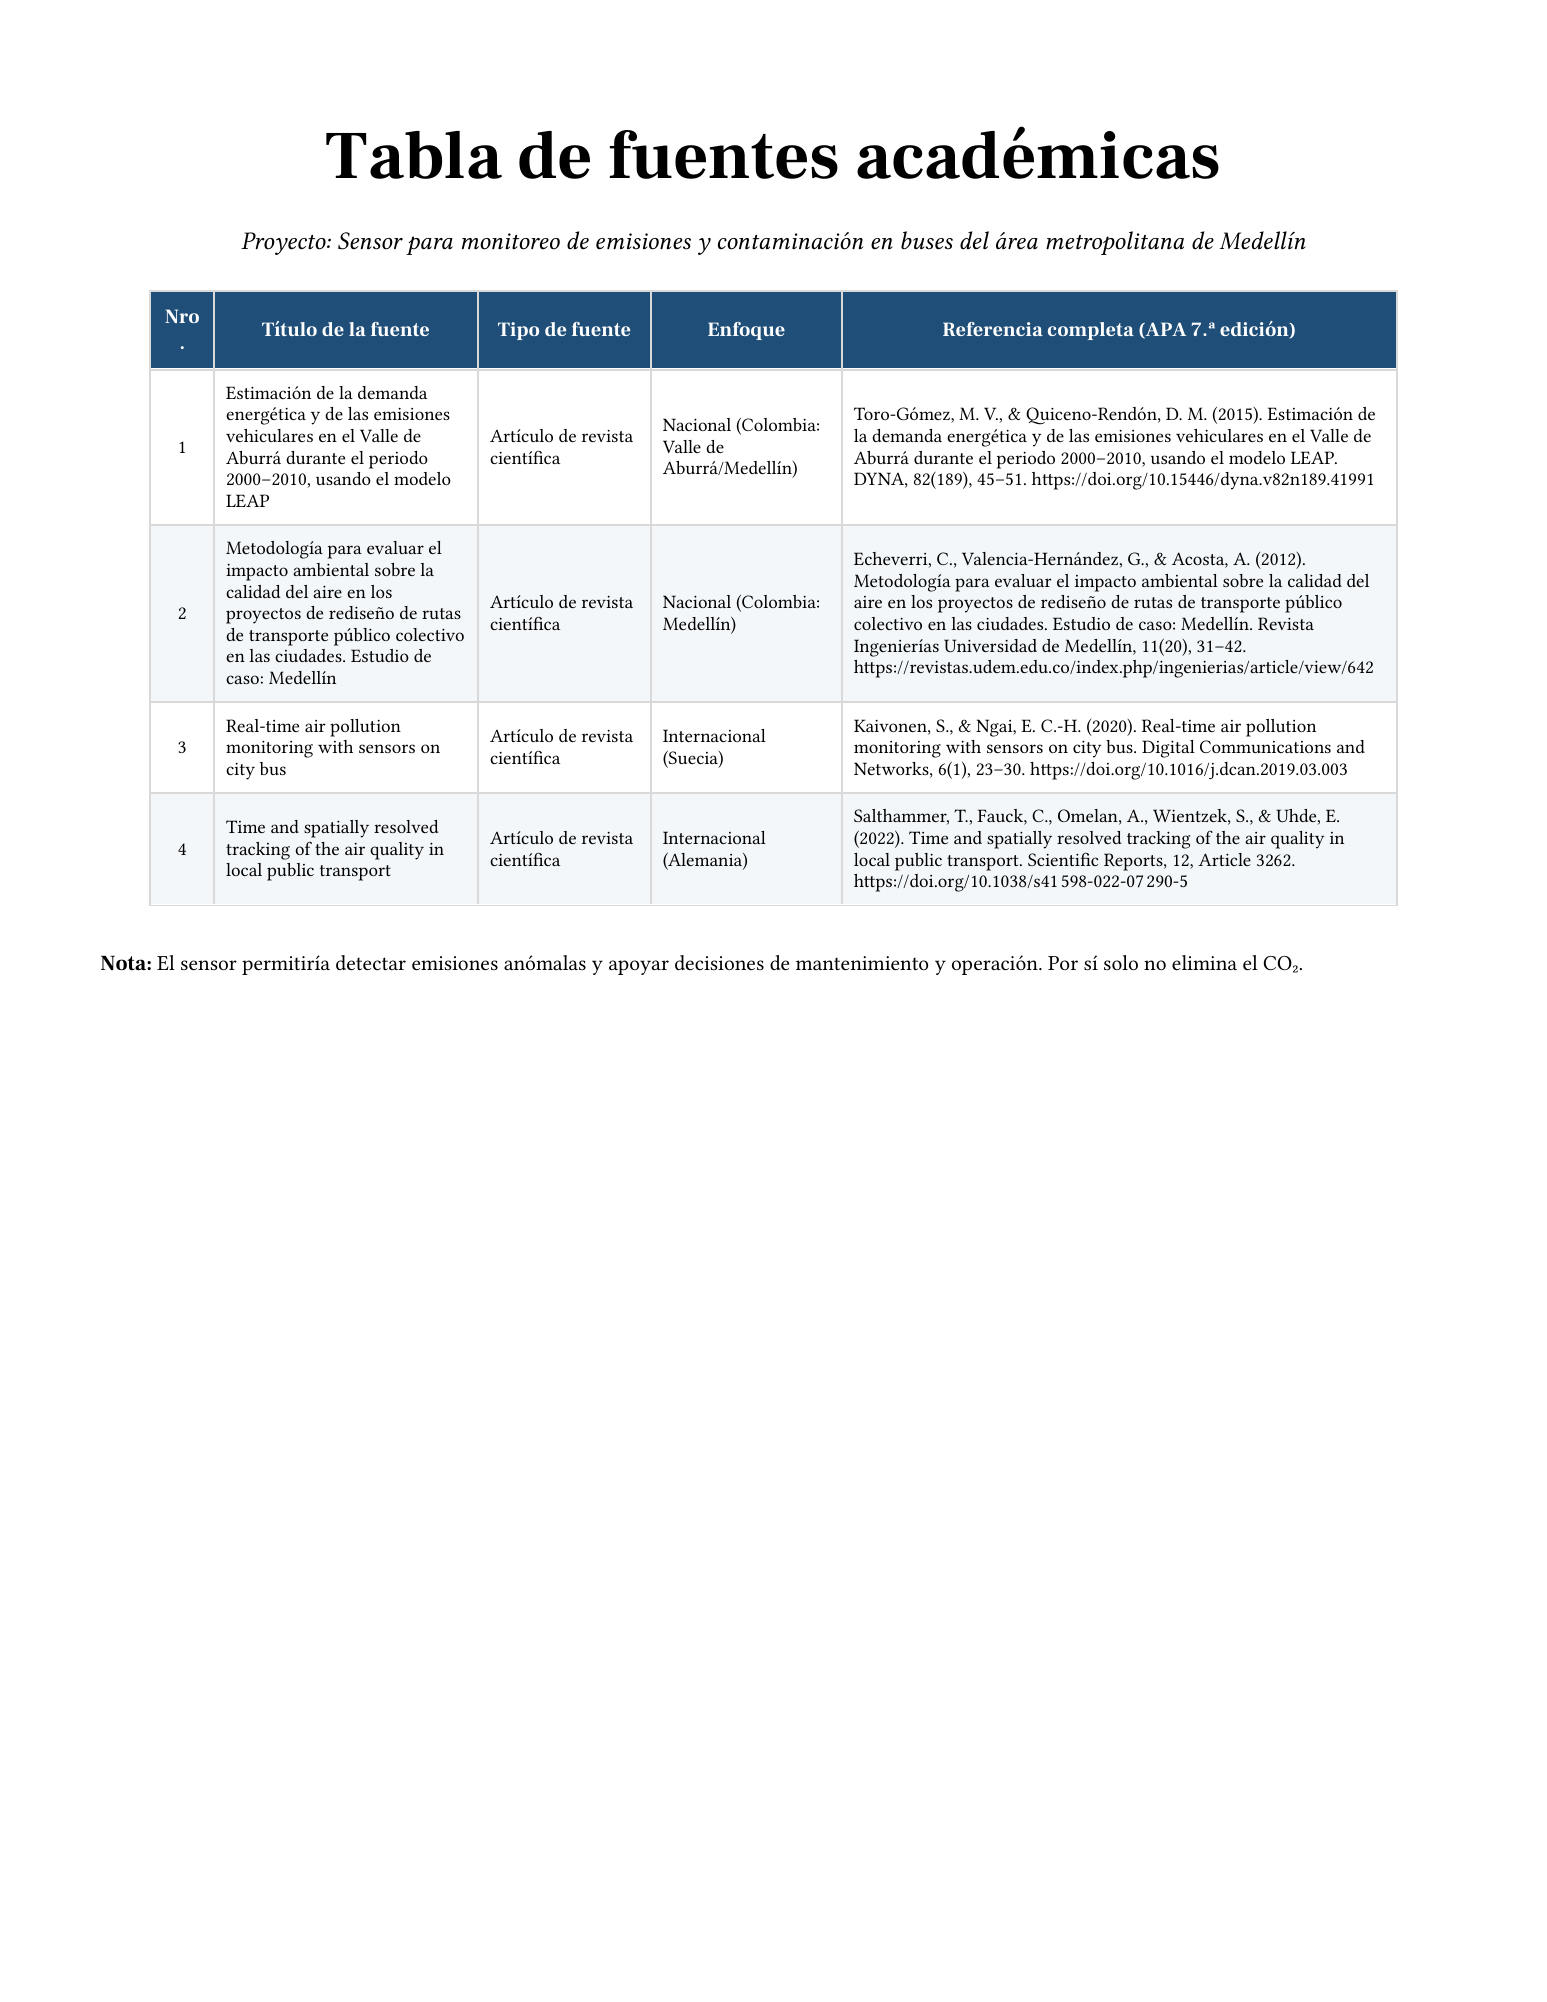 Tabla de fuentes académicas
Proyecto: Sensor para monitoreo de emisiones y contaminación en buses del área metropolitana de Medellín
Nro
.
Título de la fuente
Tipo de fuente
Enfoque
Referencia completa (APA 7.ª edición)
1
Estimación de la demanda
energética y de las emisiones
vehiculares en el Valle de
Aburrá durante el periodo
2000–2010, usando el modelo
LEAP
Artículo de revista
científica
Nacional (Colombia:
Valle de
Aburrá/Medellín)
Toro-Gómez, M. V., & Quiceno-Rendón, D. M. (2015). Estimación de
la demanda energética y de las emisiones vehiculares en el Valle de
Aburrá durante el periodo 2000–2010, usando el modelo LEAP.
DYNA, 82(189), 45–51. https://doi.org/10.15446/dyna.v82n189.41991
2
Metodología para evaluar el
impacto ambiental sobre la
calidad del aire en los
proyectos de rediseño de rutas
de transporte público colectivo
en las ciudades. Estudio de
caso: Medellín
Artículo de revista
científica
Nacional (Colombia:
Medellín)
Echeverri, C., Valencia-Hernández, G., & Acosta, A. (2012).
Metodología para evaluar el impacto ambiental sobre la calidad del
aire en los proyectos de rediseño de rutas de transporte público
colectivo en las ciudades. Estudio de caso: Medellín. Revista
Ingenierías Universidad de Medellín, 11(20), 31–42.
https://revistas.udem.edu.co/index.php/ingenierias/article/view/642
3
Real-time air pollution
monitoring with sensors on
city bus
Artículo de revista
científica
Internacional
(Suecia)
Kaivonen, S., & Ngai, E. C.-H. (2020). Real-time air pollution
monitoring with sensors on city bus. Digital Communications and
Networks, 6(1), 23–30. https://doi.org/10.1016/j.dcan.2019.03.003
4
Time and spatially resolved
tracking of the air quality in
local public transport
Artículo de revista
científica
Internacional
(Alemania)
Salthammer, T., Fauck, C., Omelan, A., Wientzek, S., & Uhde, E.
(2022). Time and spatially resolved tracking of the air quality in
local public transport. Scientific Reports, 12, Article 3262.
https://doi.org/10.1038/s41 598-022-07 290-5
Nota: El sensor permitiría detectar emisiones anómalas y apoyar decisiones de mantenimiento y operación. Por sí solo no elimina el CO₂.